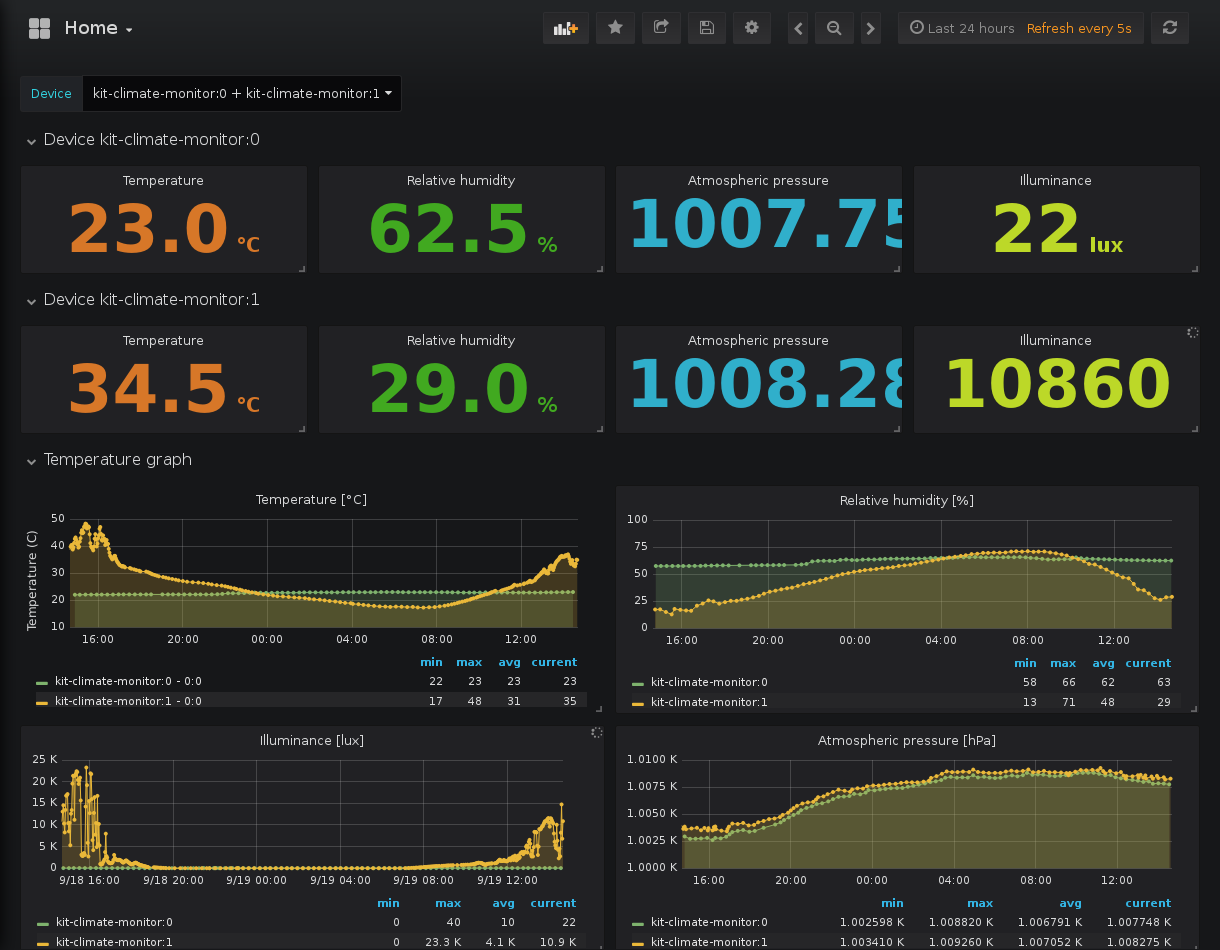 Home
Last 24 hours Refresh every 5s
Device kit-climate-monitor:0 + kit-climate-monitor:1
Device kit-climate-monitor:0
Temperature Relative humidity Atmospheric pressure Illuminance
23.0 °C 62.5 % 1007.75 22 lux
Device kit-climate-monitor:1
Temperature Relative humidity Atmospheric pressure Illuminance
34.5 °C 29.0 % 1008.28 10860
Temperature graph
Temperature [°C]
Temperature (C)
50
40
30
20
10
16:00 20:00 00:00 04:00 08:00 12:00
min max avg current
kit-climate-monitor:0 - 0:0 22 23 23 23
kit-climate-monitor:1 - 0:0 17 48 31 35
Relative humidity [%]
100
75
50
25
0
16:00 20:00 00:00 04:00 08:00 12:00
min max avg current
kit-climate-monitor:0 58 66 62 63
kit-climate-monitor:1 13 71 48 29
Illuminance [lux]
25 K
20 K
15 K
10 K
5 K
0
9/18 16:00 9/18 20:00 9/19 00:00 9/19 04:00 9/19 08:00 9/19 12:00
min max avg current
kit-climate-monitor:0 0 40 10 22
kit-climate-monitor:1 0 23.3 K 4.1 K 10.9 K
Atmospheric pressure [hPa]
1.0100 K
1.0075 K
1.0050 K
1.0025 K
1.0000 K
16:00 20:00 00:00 04:00 08:00 12:00
min max avg current
kit-climate-monitor:0 1.002598 K 1.008820 K 1.006791 K 1.007748 K
kit-climate-monitor:1 1.003410 K 1.009260 K 1.007052 K 1.008275 K